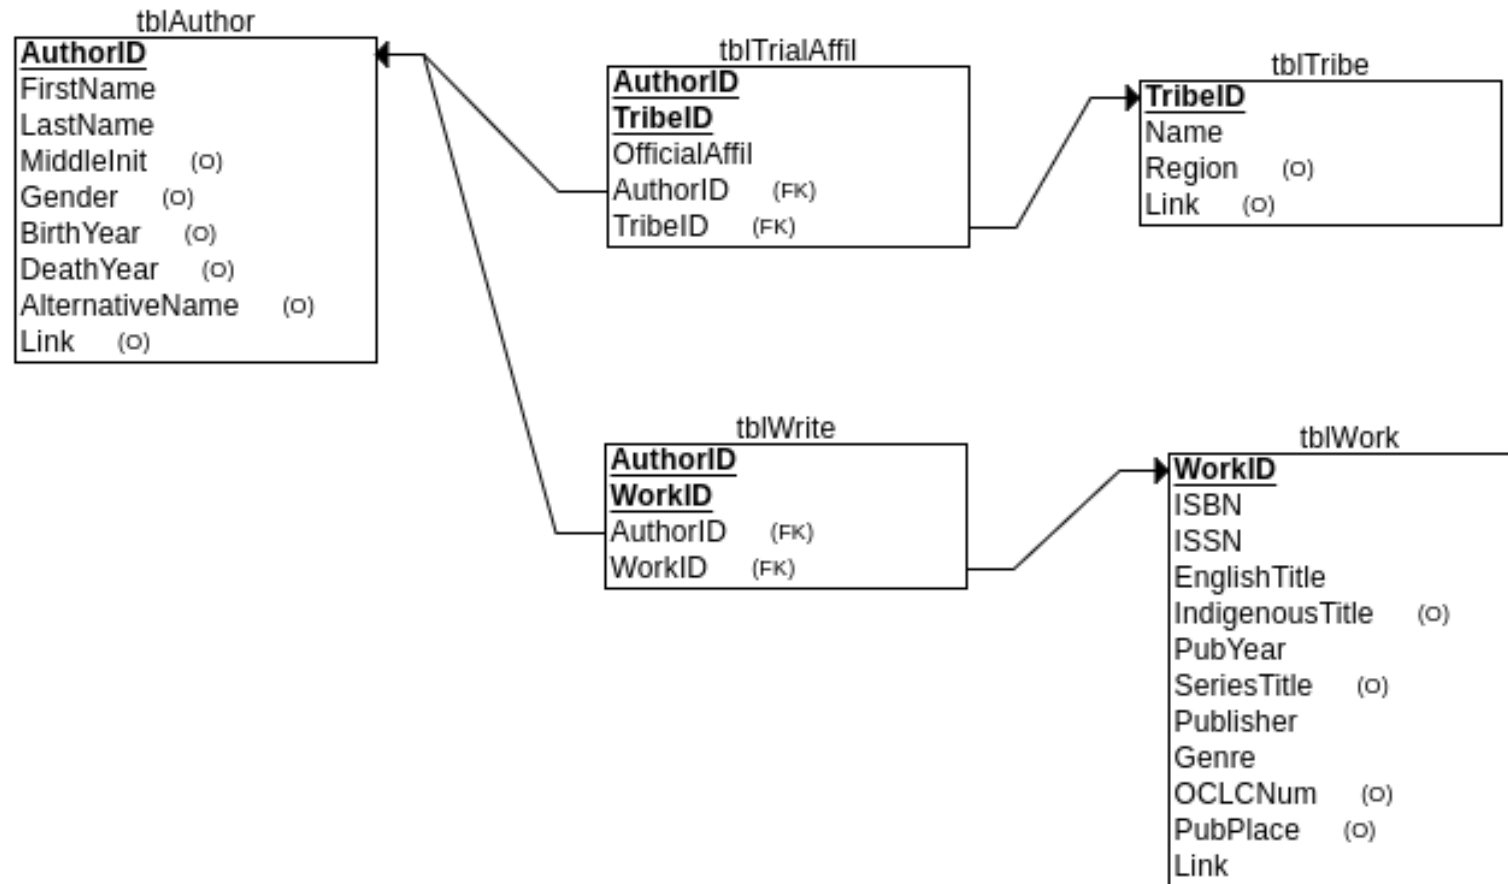 tblAuthor
AuthorID
FirstName
LastName
MiddleInit (O)
Gender (O)
BirthYear (O)
DeathYear (O)
AlternativeName (O)
Link (O)
tblTrialAffil
AuthorID
TribeID
OfficialAffil
AuthorID (FK)
TribeID (FK)
tblTribe
TribeID
Name
Region (O)
Link (O)
tblWrite
AuthorID
WorkID
AuthorID (FK)
WorkID (FK)
tblWork
WorkID
ISBN
ISSN
EnglishTitle
IndigenousTitle (O)
PubYear
SeriesTitle (O)
Publisher
Genre
OCLCNum (O)
PubPlace (O)
Link